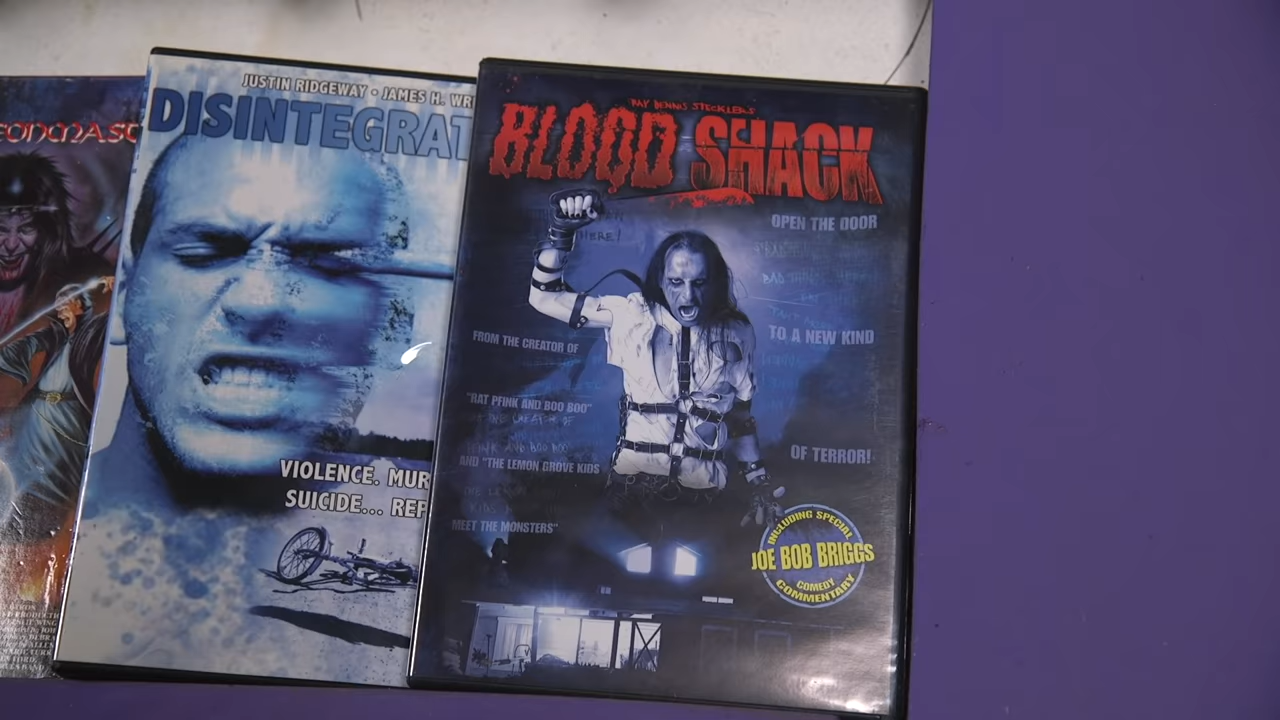 EONMAST
JUSTIN RIDGEWAY • JAMES H. WR
DISINTEGRAT
VIOLENCE. MUR
SUICIDE... REP
RAY DENNIS STECKLER'S
BLOOD SHACK
HERE!
OPEN THE DOOR
TO A NEW KIND
FROM THE CREATOR OF
"RAT PFINK AND BOO BOO"
AND "THE LEMON GROVE KIDS
MEET THE MONSTERS"
OF TERROR!
INCLUDING SPECIAL
JOE BOB BRIGGS
COMEDY
COMMENTARY